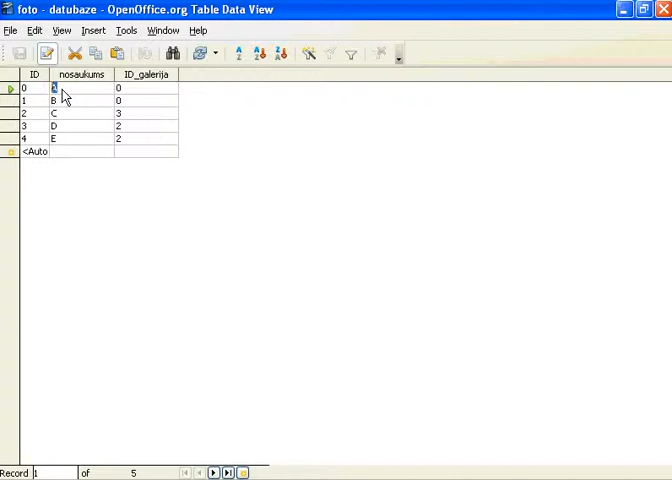 foto - datubaze - OpenOffice.org Table Data View
File Edit View Insert Tools Window Help
ID nosaukums ID_galerija
0 A 0
1 B 0
2 C 3
3 D 2
4 E 2
<Auto
Record 1 of 5